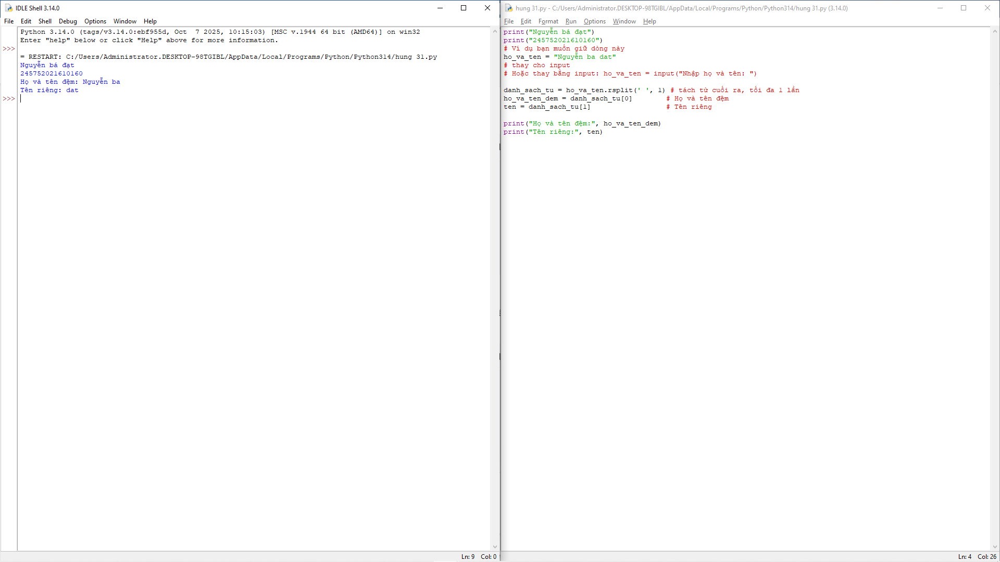 IDLE Shell 3.14.0
File Edit Shell Debug Options Window Help
Python 3.14.0 (tags/v3.14.0:ebf955d, Oct  7 2025, 10:15:03) [MSC v.1944 64 bit (AMD64)] on win32
Enter "help" below or click "Help" above for more information.
>>>
= RESTART: C:/Users/Administrator.DESKTOP-98TGIBL/AppData/Local/Programs/Python/Python314/hung 31.py
Nguyễn bá đạt
245752021610160
Họ và tên đệm: Nguyễn ba
Tên riêng: dat
>>>
Ln: 9 Col: 0
hung 31.py - C:/Users/Administrator.DESKTOP-98TGIBL/AppData/Local/Programs/Python/Python314/hung 31.py (3.14.0)
File Edit Format Run Options Window Help
print("Nguyễn bá đạt")
print("245752021610160")
# Ví dụ bạn muốn giữ dòng này
ho_va_ten = "Nguyễn ba dat"
# thay cho input
# Hoặc thay bằng input: ho_va_ten = input("Nhập họ và tên: ")
danh_sach_tu = ho_va_ten.rsplit(' ', 1) # tách từ cuối ra, tối đa 1 lần
ho_va_ten_dem = danh_sach_tu[0]        # Họ và tên đệm
ten = danh_sach_tu[1]                  # Tên riêng
print("Họ và tên đệm:", ho_va_ten_dem)
print("Tên riêng:", ten)
Ln: 4 Col: 26